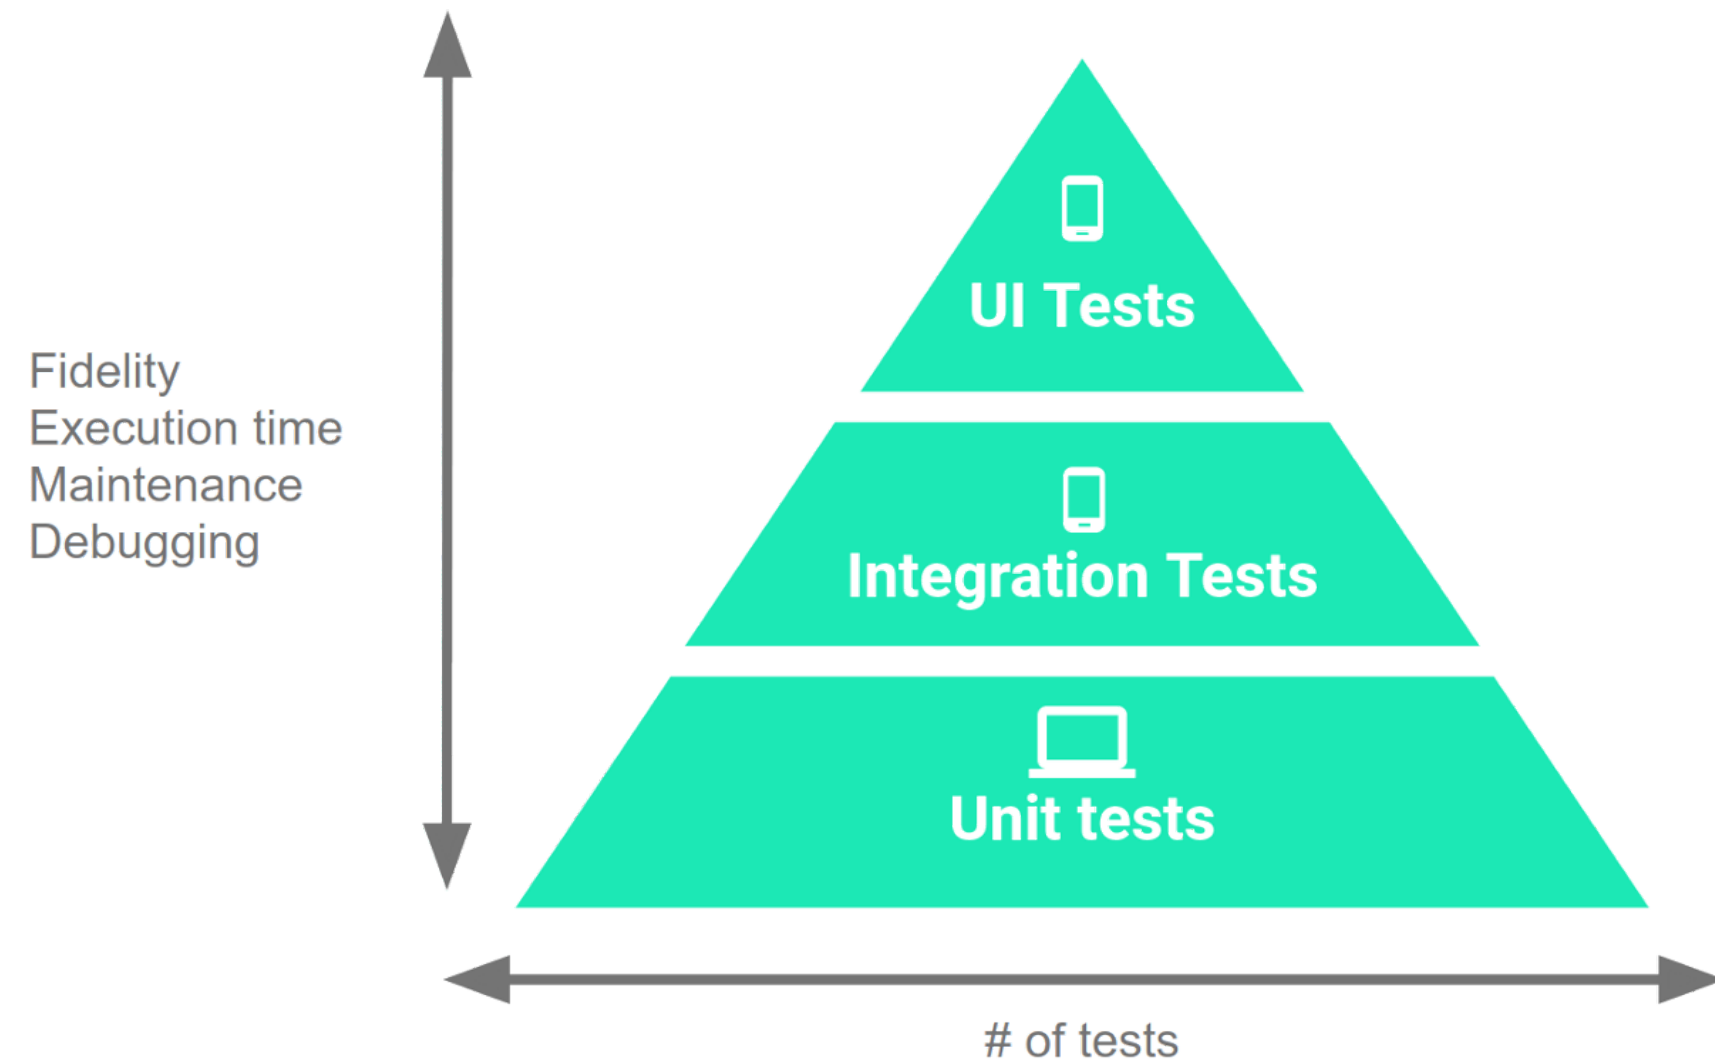 UI Tests
Fidelity
Execution time
Maintenance
Debugging
Integration Tests
Unit tests
# of tests